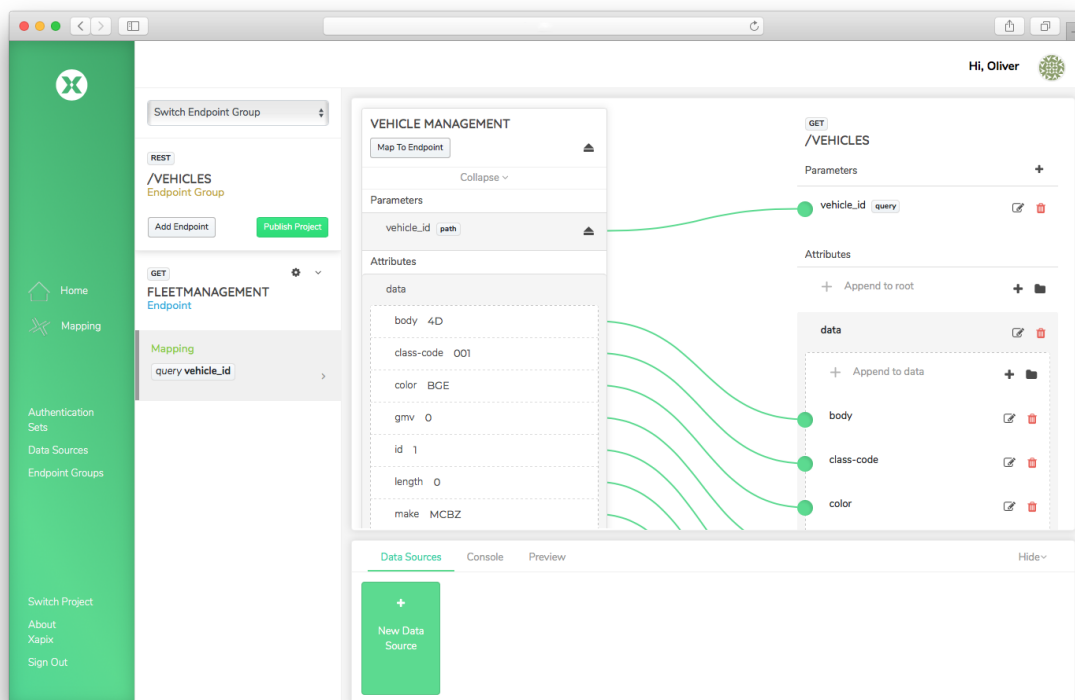 Hi, Oliver
Home
Mapping
Authentication
Sets
Data Sources
Endpoint Groups
Switch Project
About
Xapix
Sign Out
Switch Endpoint Group
REST
/VEHICLES
Endpoint Group
Add Endpoint
Publish Project
GET
FLEETMANAGEMENT
Endpoint
Mapping
query vehicle_id
VEHICLE MANAGEMENT
Map To Endpoint
Collapse
Parameters
vehicle_id path
Attributes
data
body 4D
class-code 001
color BGE
gmv 0
id 1
length 0
make MCBZ
GET
/VEHICLES
Parameters
vehicle_id query
Attributes
Append to root
data
Append to data
body
class-code
color
Data Sources Console Preview Hide
New Data
Source